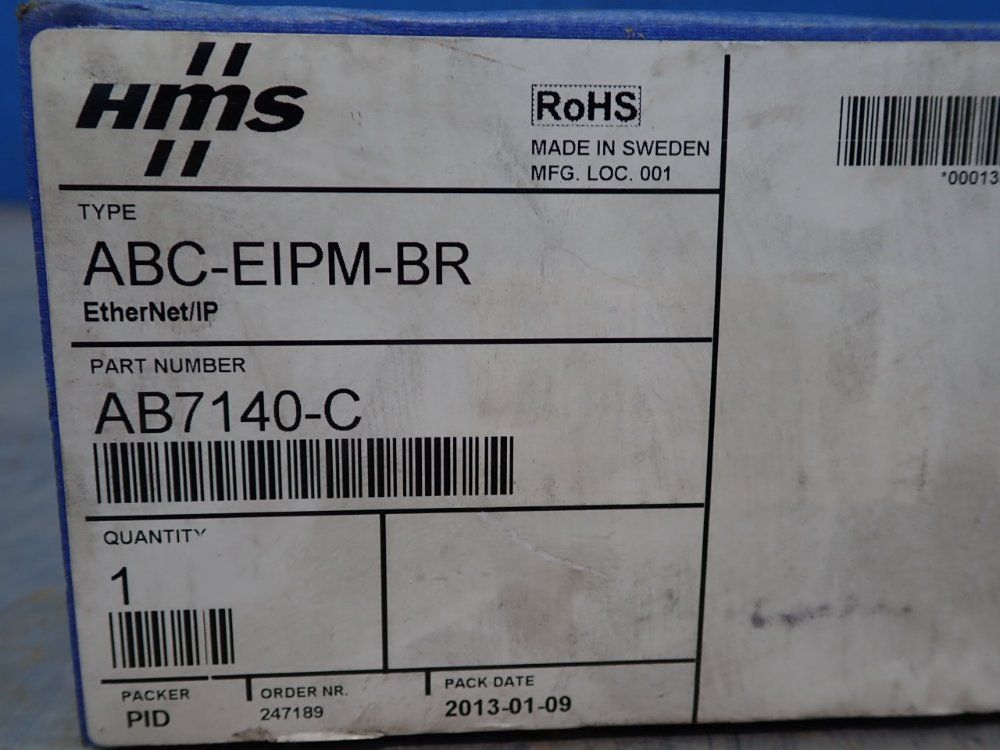 HMS
RoHS
MADE IN SWEDEN
MFG. LOC. 001
*00013
TYPE
ABC-EIPM-BR
EtherNet/IP
PART NUMBER
AB7140-C
QUANTITY
1
PACKER
PID
ORDER NR.
247189
PACK DATE
2013-01-09